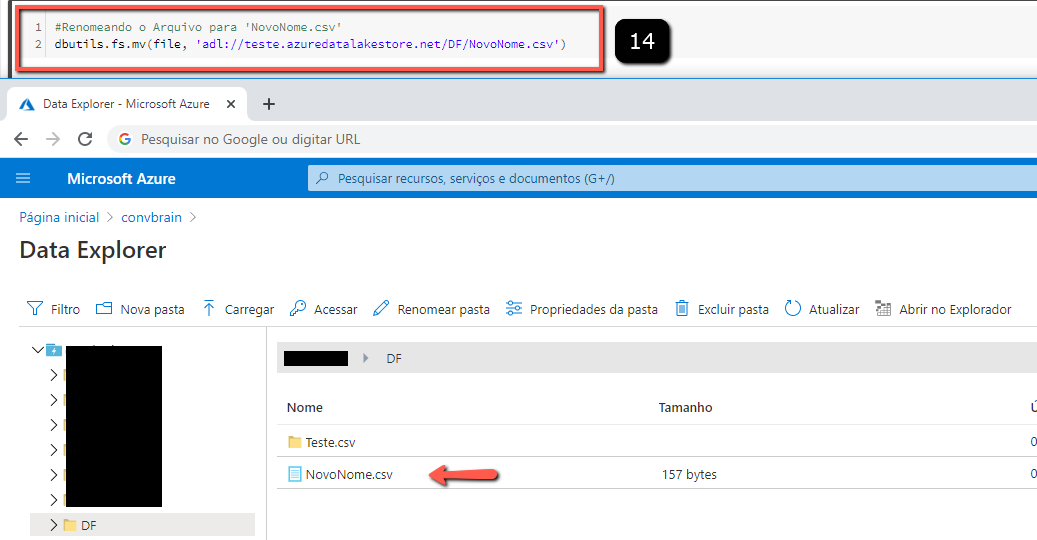 1 #Renomeando o Arquivo para 'NovoNome.csv'
2 dbutils.fs.mv(file, 'adl://teste.azuredatalakestore.net/DF/NovoNome.csv')
14
Data Explorer - Microsoft Azure
Pesquisar no Google ou digitar URL
Microsoft Azure
Pesquisar recursos, serviços e documentos (G+/)
Página inicial > convbrain >
Data Explorer
Filtro Nova pasta Carregar Acessar Renomear pasta Propriedades da pasta Excluir pasta Atualizar Abrir no Explorador
DF
Nome Tamanho Ú
Teste.csv 0
NovoNome.csv 157 bytes 0
DF